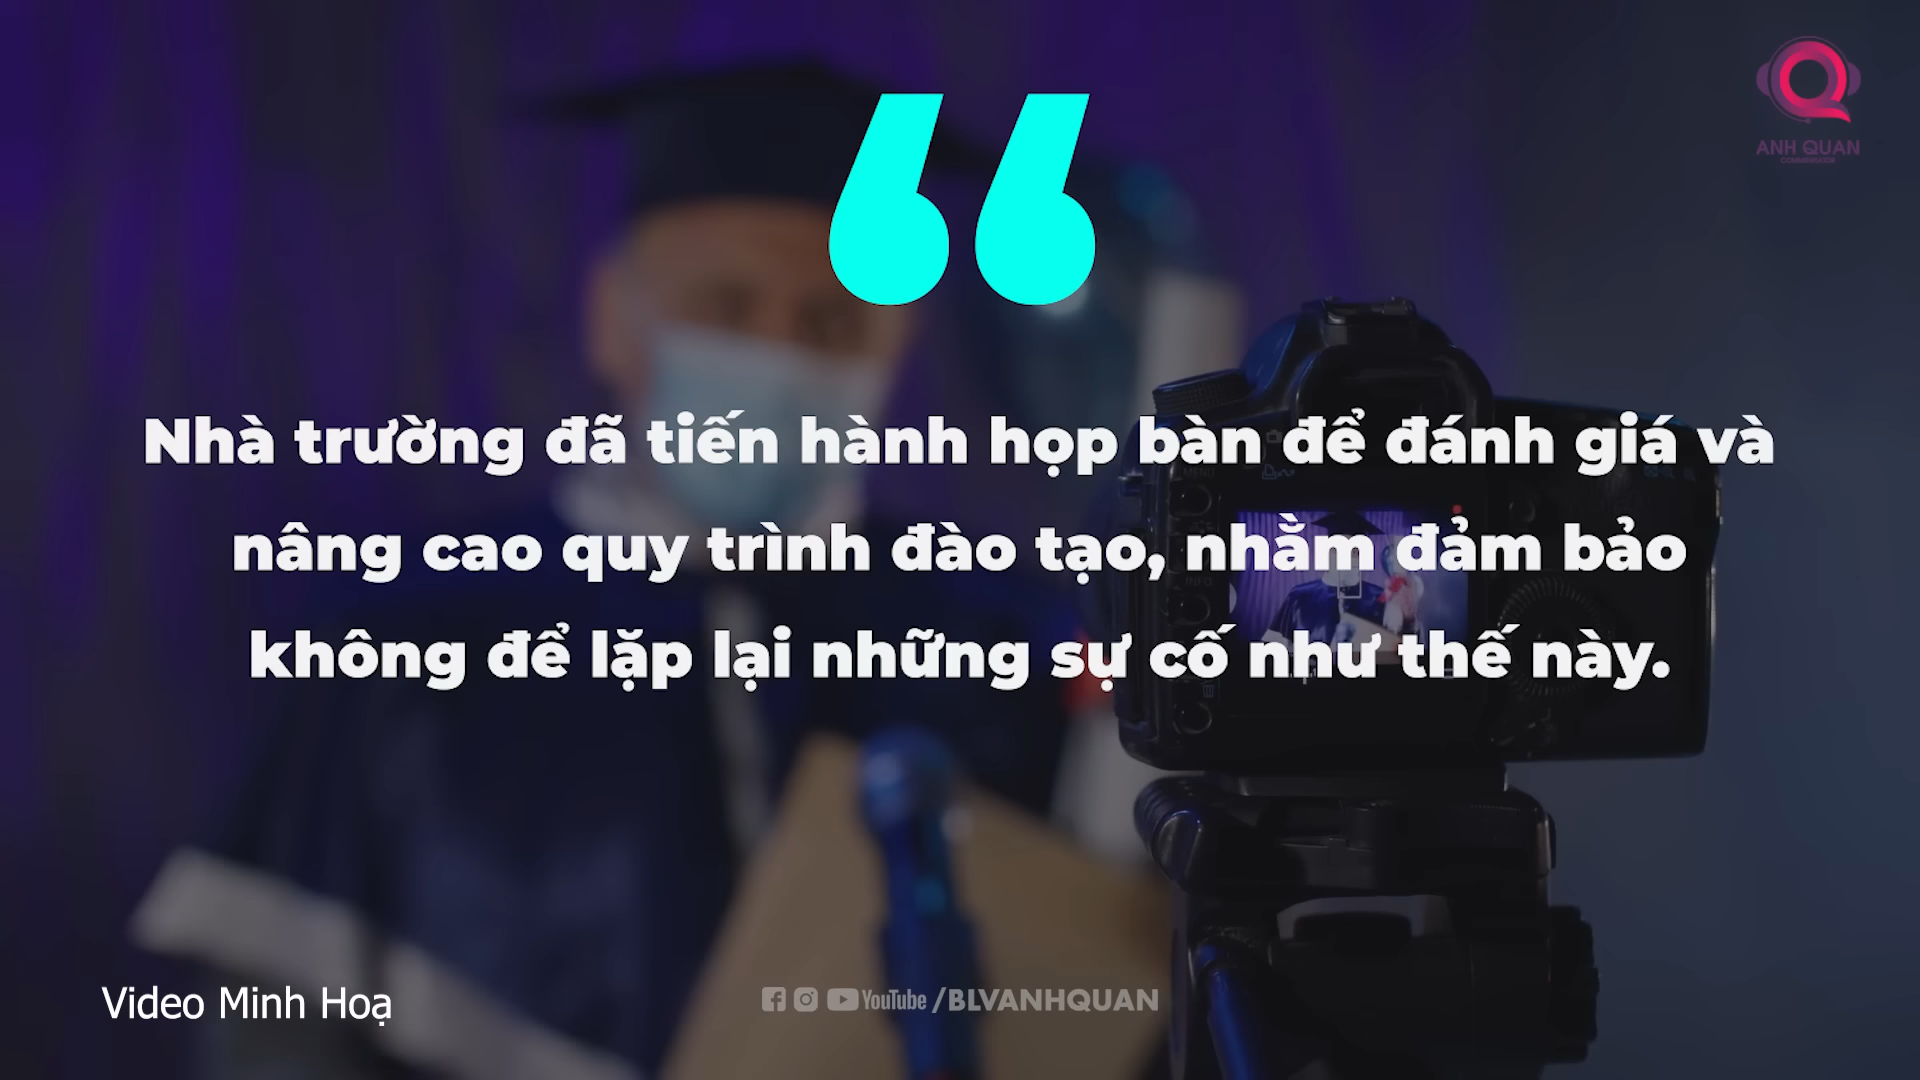 ANH QUAN
COMMENTATOR
Nhà trường đã tiến hành họp bàn để đánh giá và
nâng cao quy trình đào tạo, nhằm đảm bảo
không để lặp lại những sự cố như thế này.
Video Minh Hoạ
YouTube /BLVANHQUAN